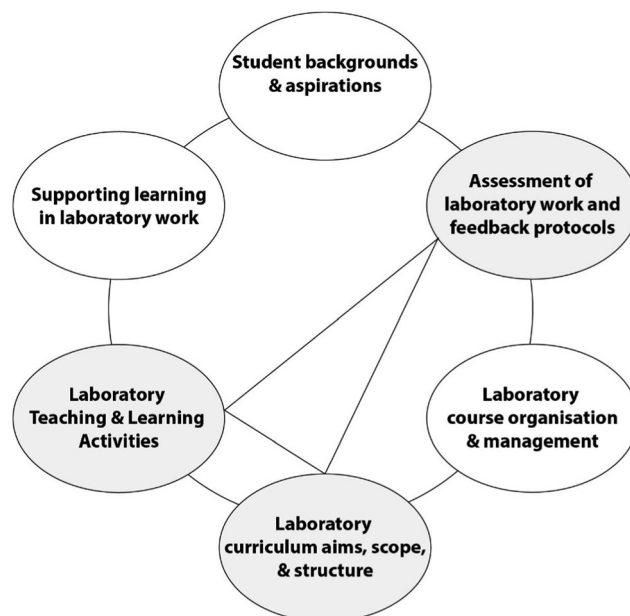 Student backgrounds
& aspirations
Supporting learning
in laboratory work
Assessment of
laboratory work and
feedback protocols
Laboratory
Teaching & Learning
Activities
Laboratory
course organisation
& management
Laboratory
curriculum aims, scope,
& structure